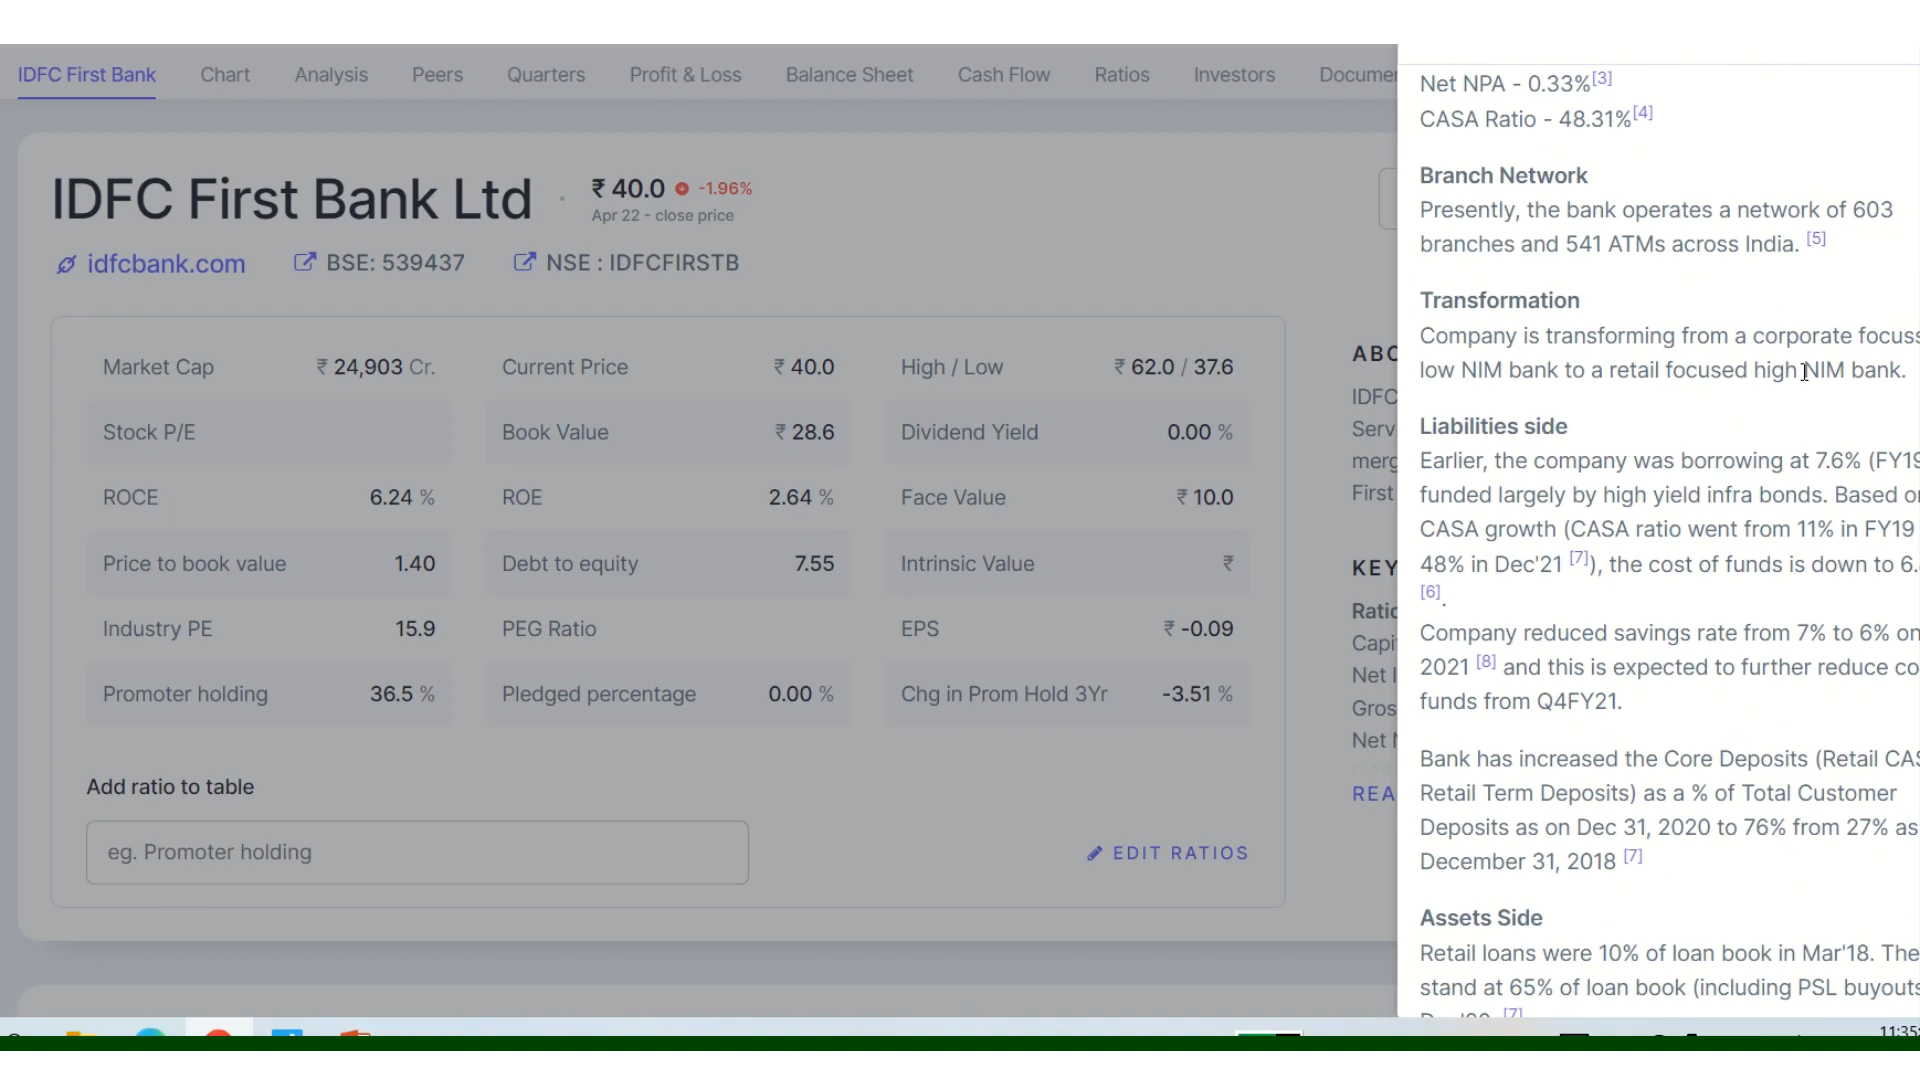 IDFC First Bank Chart Analysis Peers Quarters Profit & Loss Balance Sheet Cash Flow Ratios Investors
IDFC First Bank Ltd · ₹ 40.0 -1.96%
Apr 22 - close price
idfcbank.com BSE: 539437 NSE : IDFCFIRSTB
Market Cap ₹ 24,903 Cr. Current Price ₹ 40.0 High / Low ₹ 62.0 / 37.6
Stock P/E Book Value ₹ 28.6 Dividend Yield 0.00 %
ROCE 6.24 % ROE 2.64 % Face Value ₹ 10.0
Price to book value 1.40 Debt to equity 7.55 Intrinsic Value ₹
Industry PE 15.9 PEG Ratio EPS ₹ -0.09
Promoter holding 36.5 % Pledged percentage 0.00 % Chg in Prom Hold 3Yr -3.51 %
Add ratio to table
eg. Promoter holding
EDIT RATIOS
IDFC
merg
First
KEY
Net
Net NPA - 0.33%[3]
CASA Ratio - 48.31%[4]
Branch Network
Presently, the bank operates a network of 603
branches and 541 ATMs across India. [5]
Transformation
Company is transforming from a corporate focuss
low NIM bank to a retail focused high NIM bank.
Liabilities side
Earlier, the company was borrowing at 7.6% (FY19
funded largely by high yield infra bonds. Based on
CASA growth (CASA ratio went from 11% in FY19
48% in Dec'21 [7]), the cost of funds is down to 6.
[6].
Company reduced savings rate from 7% to 6% on
2021 [8] and this is expected to further reduce co
funds from Q4FY21.
Bank has increased the Core Deposits (Retail CAS
Retail Term Deposits) as a % of Total Customer
Deposits as on Dec 31, 2020 to 76% from 27% as
December 31, 2018 [7]
Assets Side
Retail loans were 10% of loan book in Mar'18. The
stand at 65% of loan book (including PSL buyouts
[7]
11:35